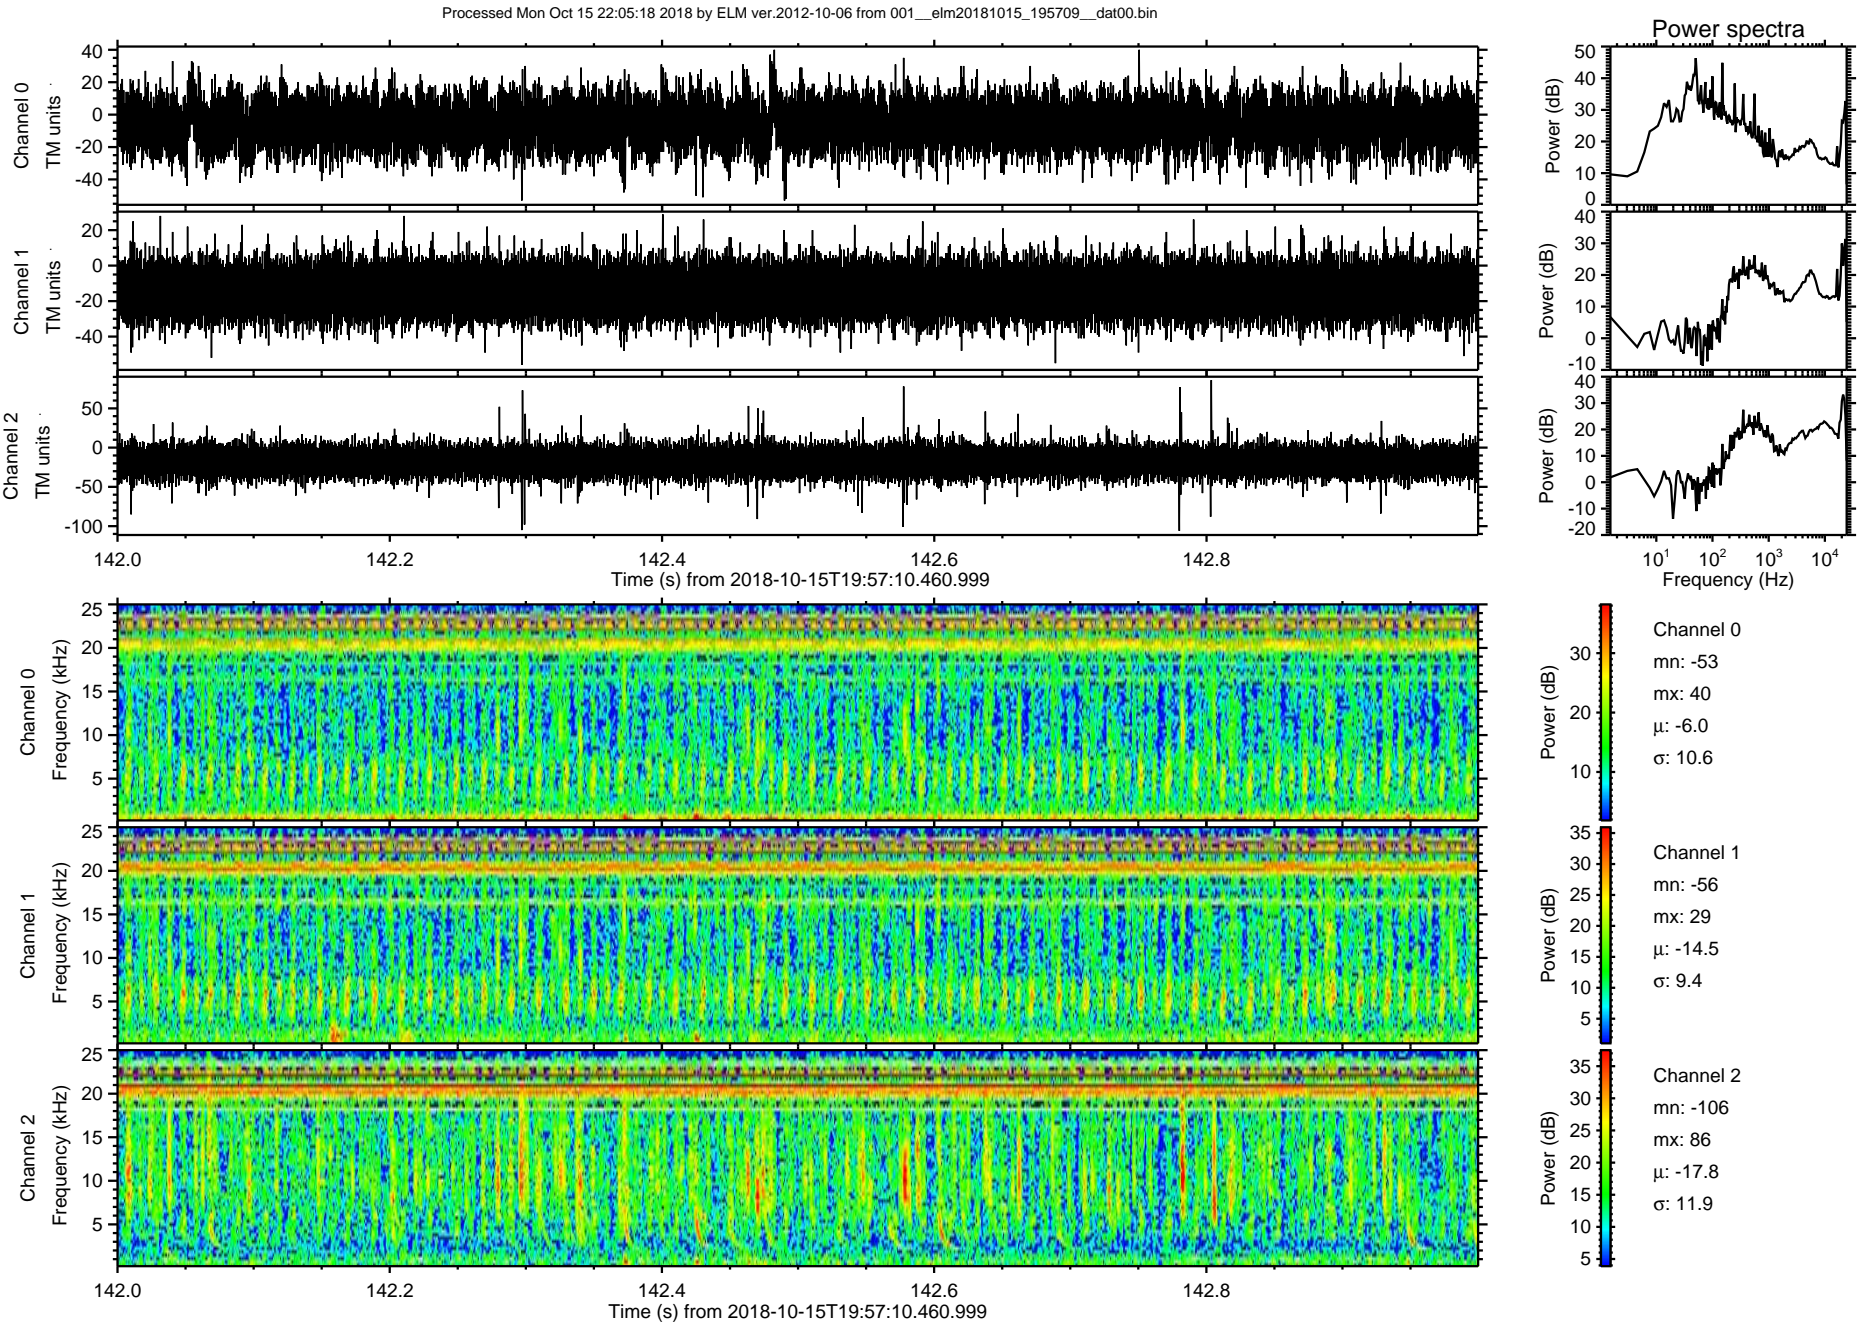 Processed Mon Oct 15 22:05:18 2018 by ELM ver.2012-10-06 from 001__elm20181015_195709__dat00.bin
Power spectra
Channel 0
TM units
40
20
0
-20
-40
Power (dB)
50
40
30
20
10
0
Channel 1
TM units
20
0
-20
-40
Power (dB)
40
30
20
10
0
-10
Channel 2
TM units
50
0
-50
-100
Power (dB)
40
30
20
10
0
-10
-20
142.0 142.2 142.4 142.6 142.8
Time (s) from 2018-10-15T19:57:10.460.999
10^1 10^2 10^3 10^4
Frequency (Hz)
Channel 0
Frequency (kHz)
25
20
15
10
5
Power (dB)
30
20
10
Channel 0
mn: -53
mx: 40
µ: -6.0
σ: 10.6
Channel 1
Frequency (kHz)
25
20
15
10
5
Power (dB)
35
30
25
20
15
10
5
Channel 1
mn: -56
mx: 29
µ: -14.5
σ: 9.4
Channel 2
Frequency (kHz)
25
20
15
10
5
Power (dB)
35
30
25
20
15
10
5
Channel 2
mn: -106
mx: 86
µ: -17.8
σ: 11.9
142.0 142.2 142.4 142.6 142.8
Time (s) from 2018-10-15T19:57:10.460.999